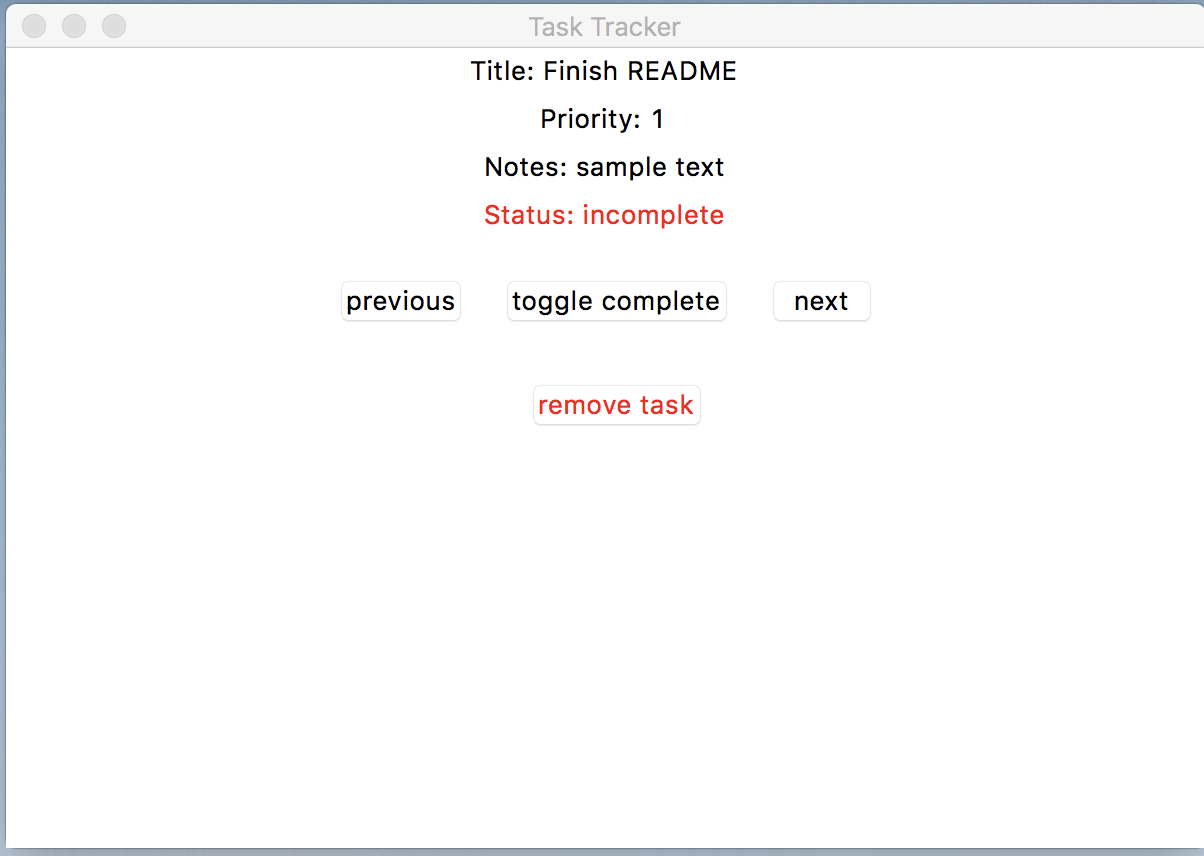 Task Tracker
Title: Finish README
Priority: 1
Notes: sample text
Status: incomplete
previous toggle complete next
remove task